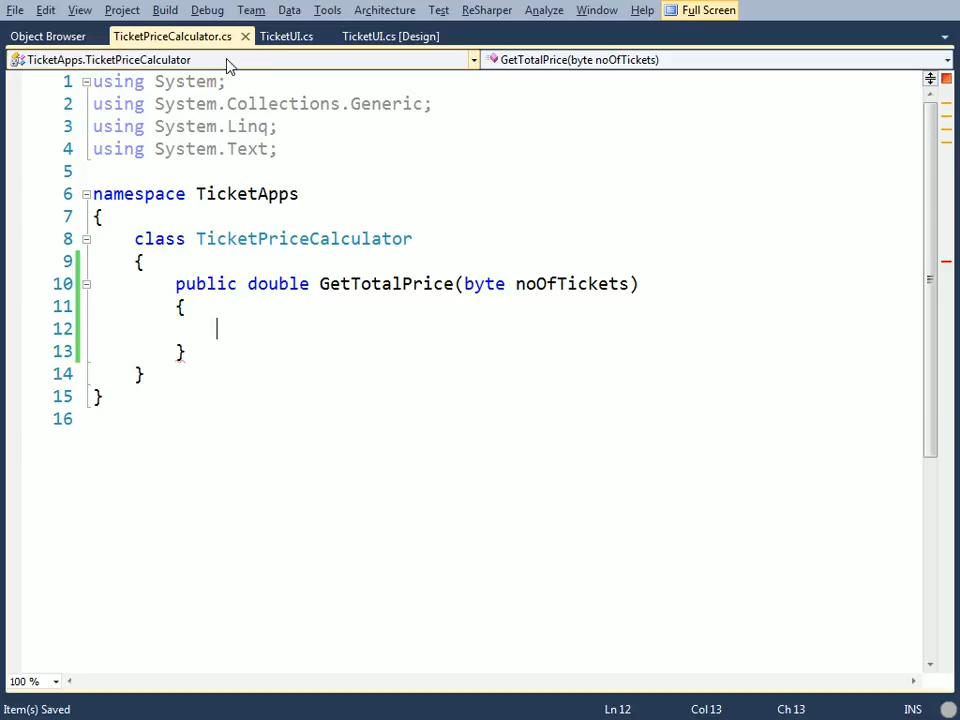 File Edit View Project Build Debug Team Data Tools Architecture Test ReSharper Analyze Window Help Full Screen
Object Browser TicketPriceCalculator.cs TicketUI.cs TicketUI.cs [Design]
TicketApps.TicketPriceCalculator GetTotalPrice(byte noOfTickets)
1 using System;
2 using System.Collections.Generic;
3 using System.Linq;
4 using System.Text;
5
6 namespace TicketApps
7 {
8 class TicketPriceCalculator
9 {
10 public double GetTotalPrice(byte noOfTickets)
11 {
12
13 }
14 }
15 }
16
100 %
Item(s) Saved Ln 12 Col 13 Ch 13 INS